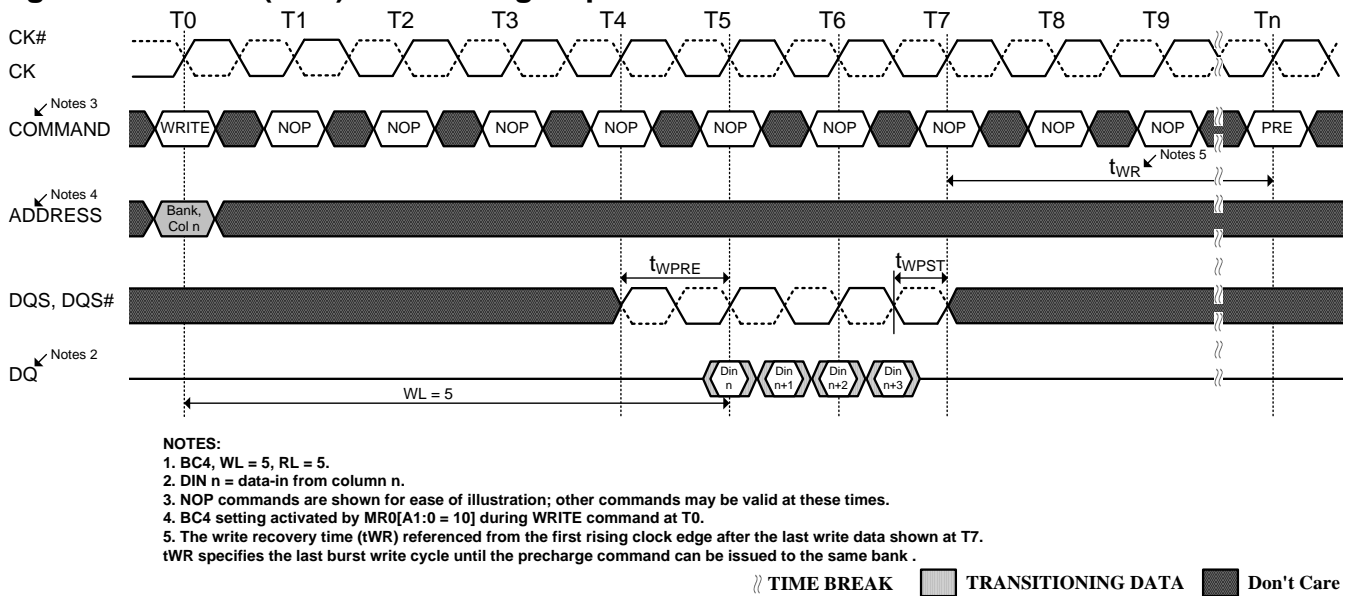 T0 T1 T2 T3 T4 T5 T6 T7 T8 T9 Tn
CK#
CK
Notes 3
COMMAND
WRITE NOP NOP NOP NOP NOP NOP NOP NOP NOP PRE
tWR Notes 5
Notes 4
ADDRESS
Bank,
Col n
tWPRE tWPST
DQS, DQS#
Notes 2
DQ
Din Din Din Din
n n+1 n+2 n+3
WL = 5
NOTES:
1. BC4, WL = 5, RL = 5.
2. DIN n = data-in from column n.
3. NOP commands are shown for ease of illustration; other commands may be valid at these times.
4. BC4 setting activated by MR0[A1:0 = 10] during WRITE command at T0.
5. The write recovery time (tWR) referenced from the first rising clock edge after the last write data shown at T7.
tWR specifies the last burst write cycle until the precharge command can be issued to the same bank .
TIME BREAK TRANSITIONING DATA Don't Care